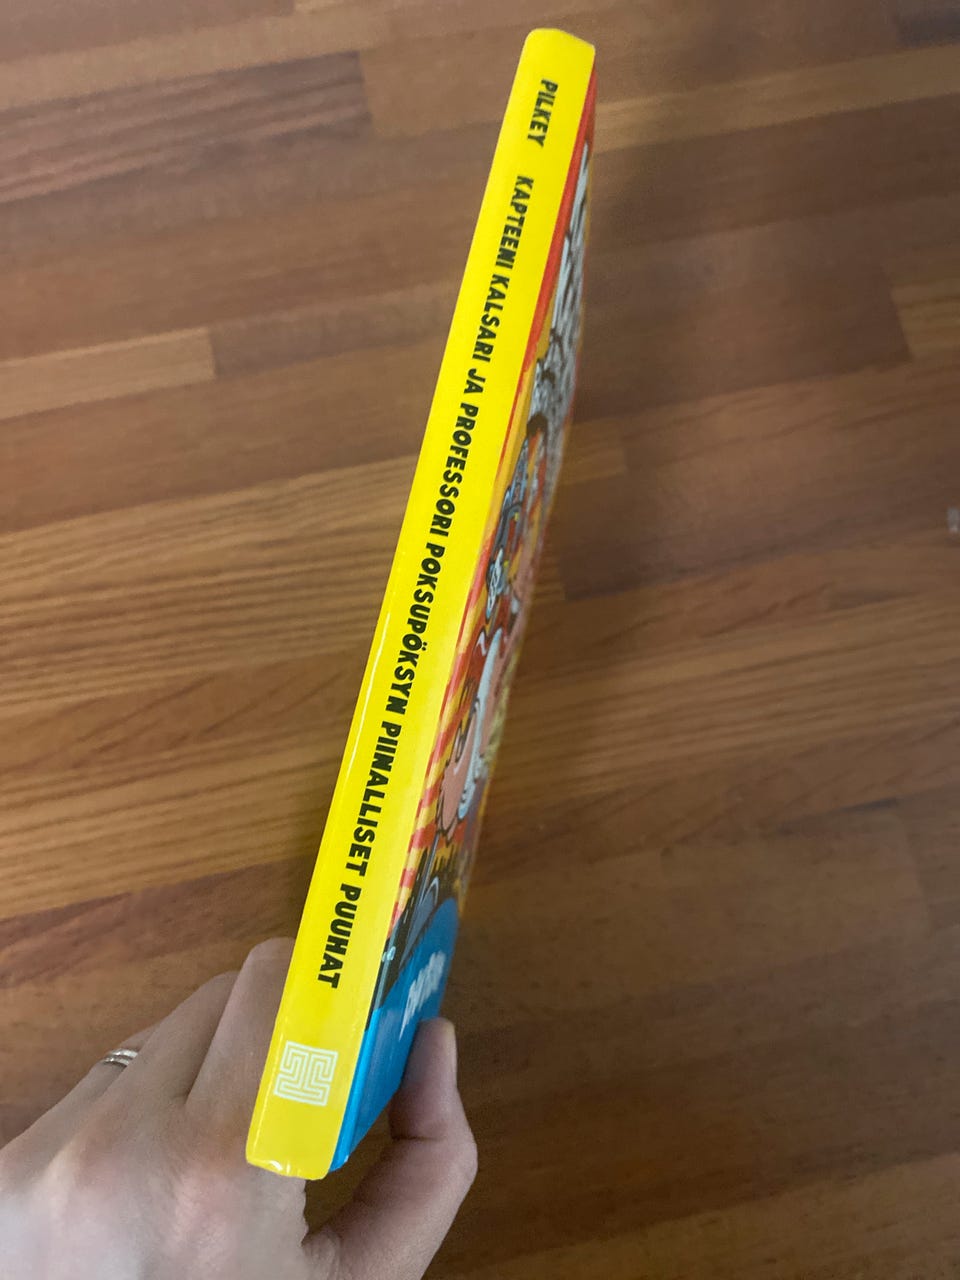 PILKEY KAPTEENI KALSARI JA PROFESSORI POKSUPÖKSYN PIINALLISET PUUHAT